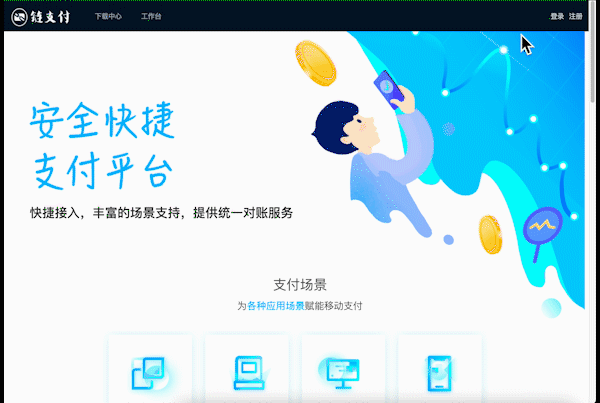 链支付
下载中心 工作台 登录 注册
安全快捷
支付平台
快捷接入，丰富的场景支持，提供统一对账服务
支付场景
为各种应用场景赋能移动支付